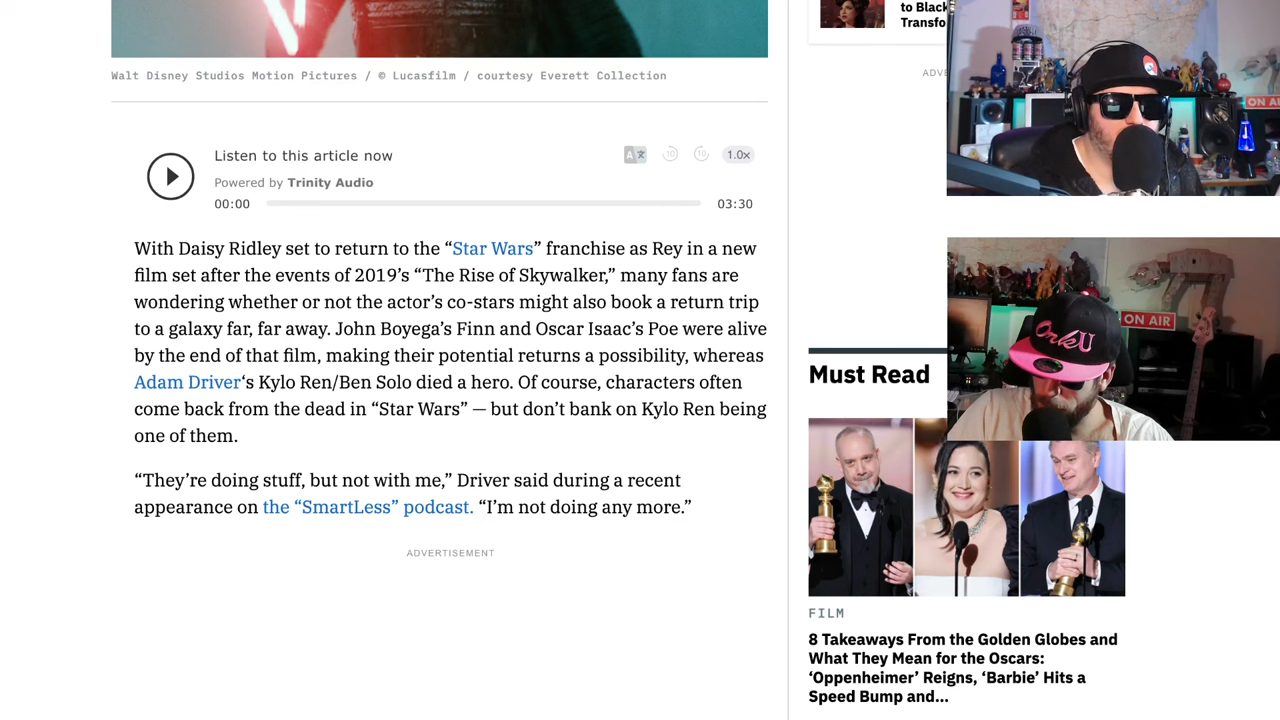 to Black
Transfo
Walt Disney Studios Motion Pictures / © Lucasfilm / courtesy Everett Collection
ADVE
ON AI
Listen to this article now
Powered by Trinity Audio
00:00
03:30
10
10
1.0x
With Daisy Ridley set to return to the “Star Wars” franchise as Rey in a new
film set after the events of 2019’s “The Rise of Skywalker,” many fans are
wondering whether or not the actor’s co-stars might also book a return trip
to a galaxy far, far away. John Boyega’s Finn and Oscar Isaac’s Poe were alive
by the end of that film, making their potential returns a possibility, whereas
Adam Driver‘s Kylo Ren/Ben Solo died a hero. Of course, characters often
come back from the dead in “Star Wars” — but don’t bank on Kylo Ren being
one of them.
“They’re doing stuff, but not with me,” Driver said during a recent
appearance on the “SmartLess” podcast. “I’m not doing any more.”
ADVERTISEMENT
ON AIR
OrkU
Must Read
FILM
8 Takeaways From the Golden Globes and
What They Mean for the Oscars:
‘Oppenheimer’ Reigns, ‘Barbie’ Hits a
Speed Bump and...